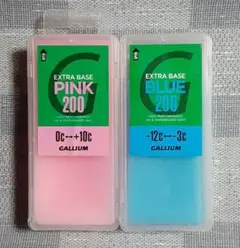 EXTRA BASE
PINK
200
0c↔+10c
GALLIUM
EXTRA BASE
BLUE
200
-12c↔-3c
GALLIUM